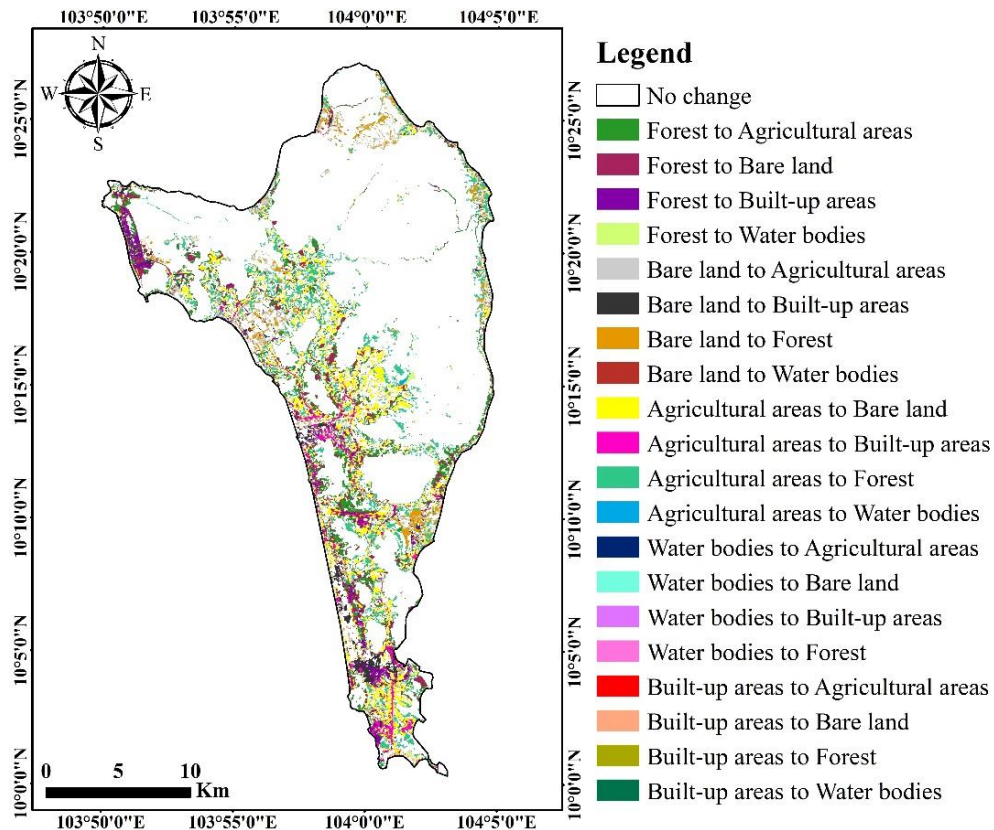 103°50'0"E 103°55'0"E 104°0'0"E 104°5'0"E
N
W E
S
10°25'0"N 10°25'0"N
10°20'0"N 10°20'0"N
10°15'0"N 10°15'0"N
10°10'0"N 10°10'0"N
10°5'0"N 10°5'0"N
10°0'0"N 10°0'0"N
0 5 10
Km
103°50'0"E 103°55'0"E 104°0'0"E 104°5'0"E
Legend
No change
Forest to Agricultural areas
Forest to Bare land
Forest to Built-up areas
Forest to Water bodies
Bare land to Agricultural areas
Bare land to Built-up areas
Bare land to Forest
Bare land to Water bodies
Agricultural areas to Bare land
Agricultural areas to Built-up areas
Agricultural areas to Forest
Agricultural areas to Water bodies
Water bodies to Agricultural areas
Water bodies to Bare land
Water bodies to Built-up areas
Water bodies to Forest
Built-up areas to Agricultural areas
Built-up areas to Bare land
Built-up areas to Forest
Built-up areas to Water bodies